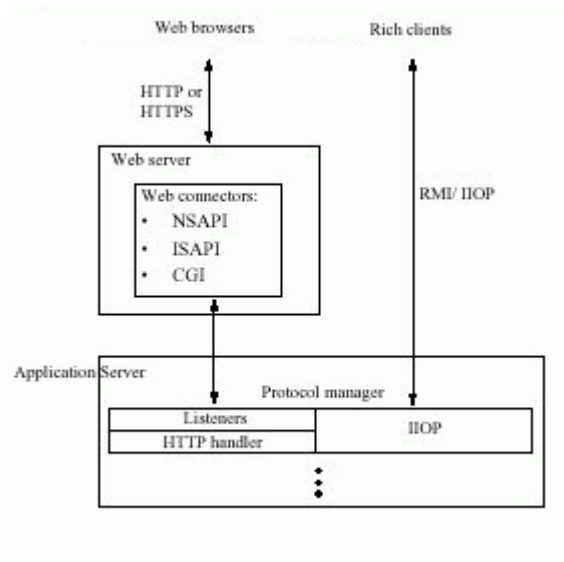 Web browsers
Rich clients
HTTP or
HTTPS
Web server
Web connectors:
• NSAPI
• ISAPI
• CGI
RMI/ IIOP
Application Server
Protocol manager
Listeners
HTTP handler
IIOP